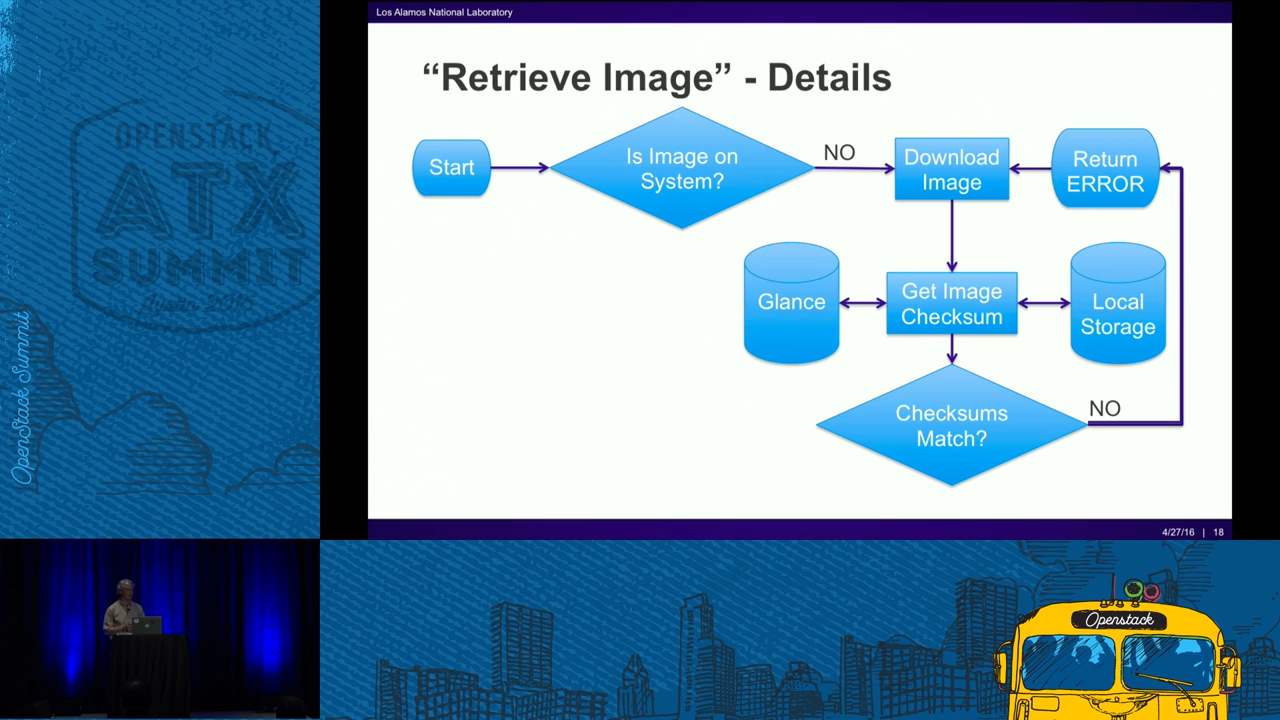 Los Alamos National Laboratory
“Retrieve Image” - Details
Start
Is Image on
System?
NO
Download
Image
Return
ERROR
Glance
Get Image
Checksum
Local
Storage
Checksums
Match?
NO
4/27/16 | 18
OPENSTACK
ATX
SUMMIT
OpenStack Summit
Openstack